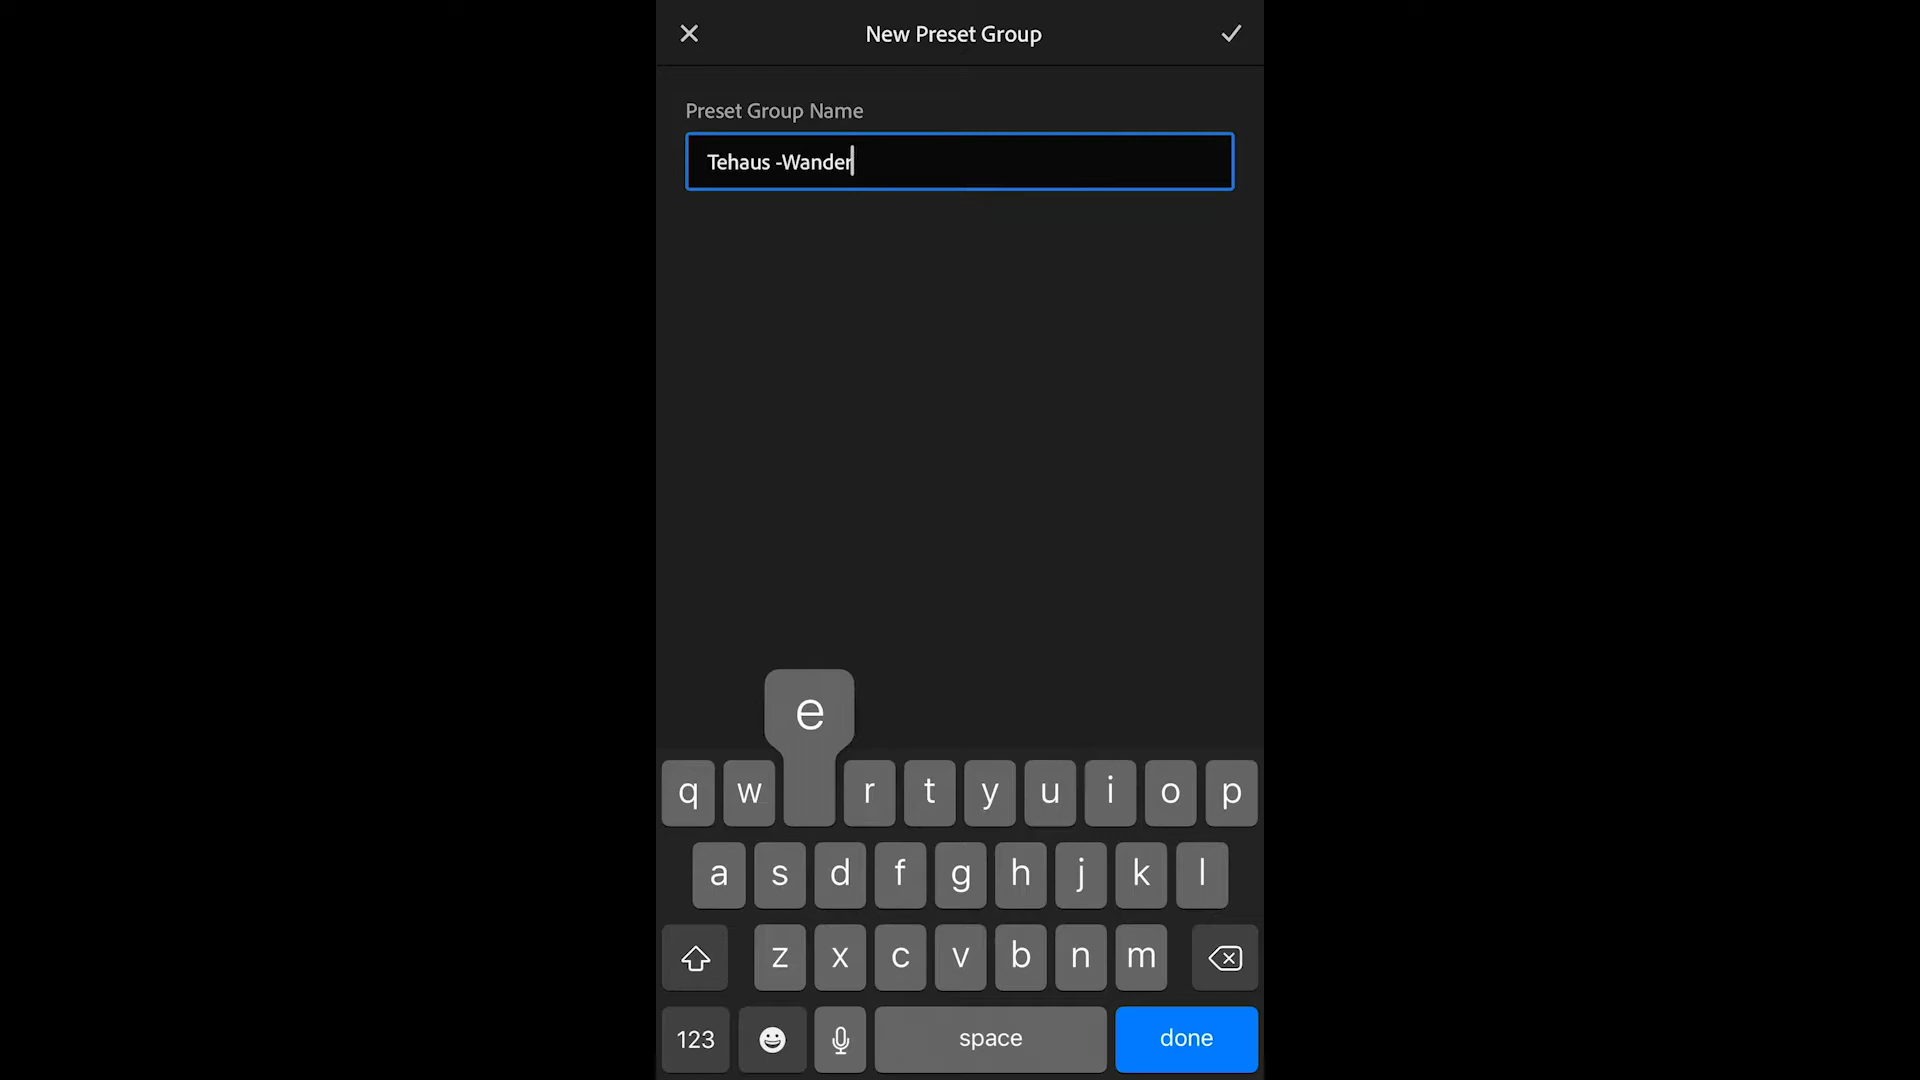 New Preset Group
Preset Group Name
Tehaus -Wander
e
q w r t y u i o p
a s d f g h j k l
z x c v b n m
123 space done